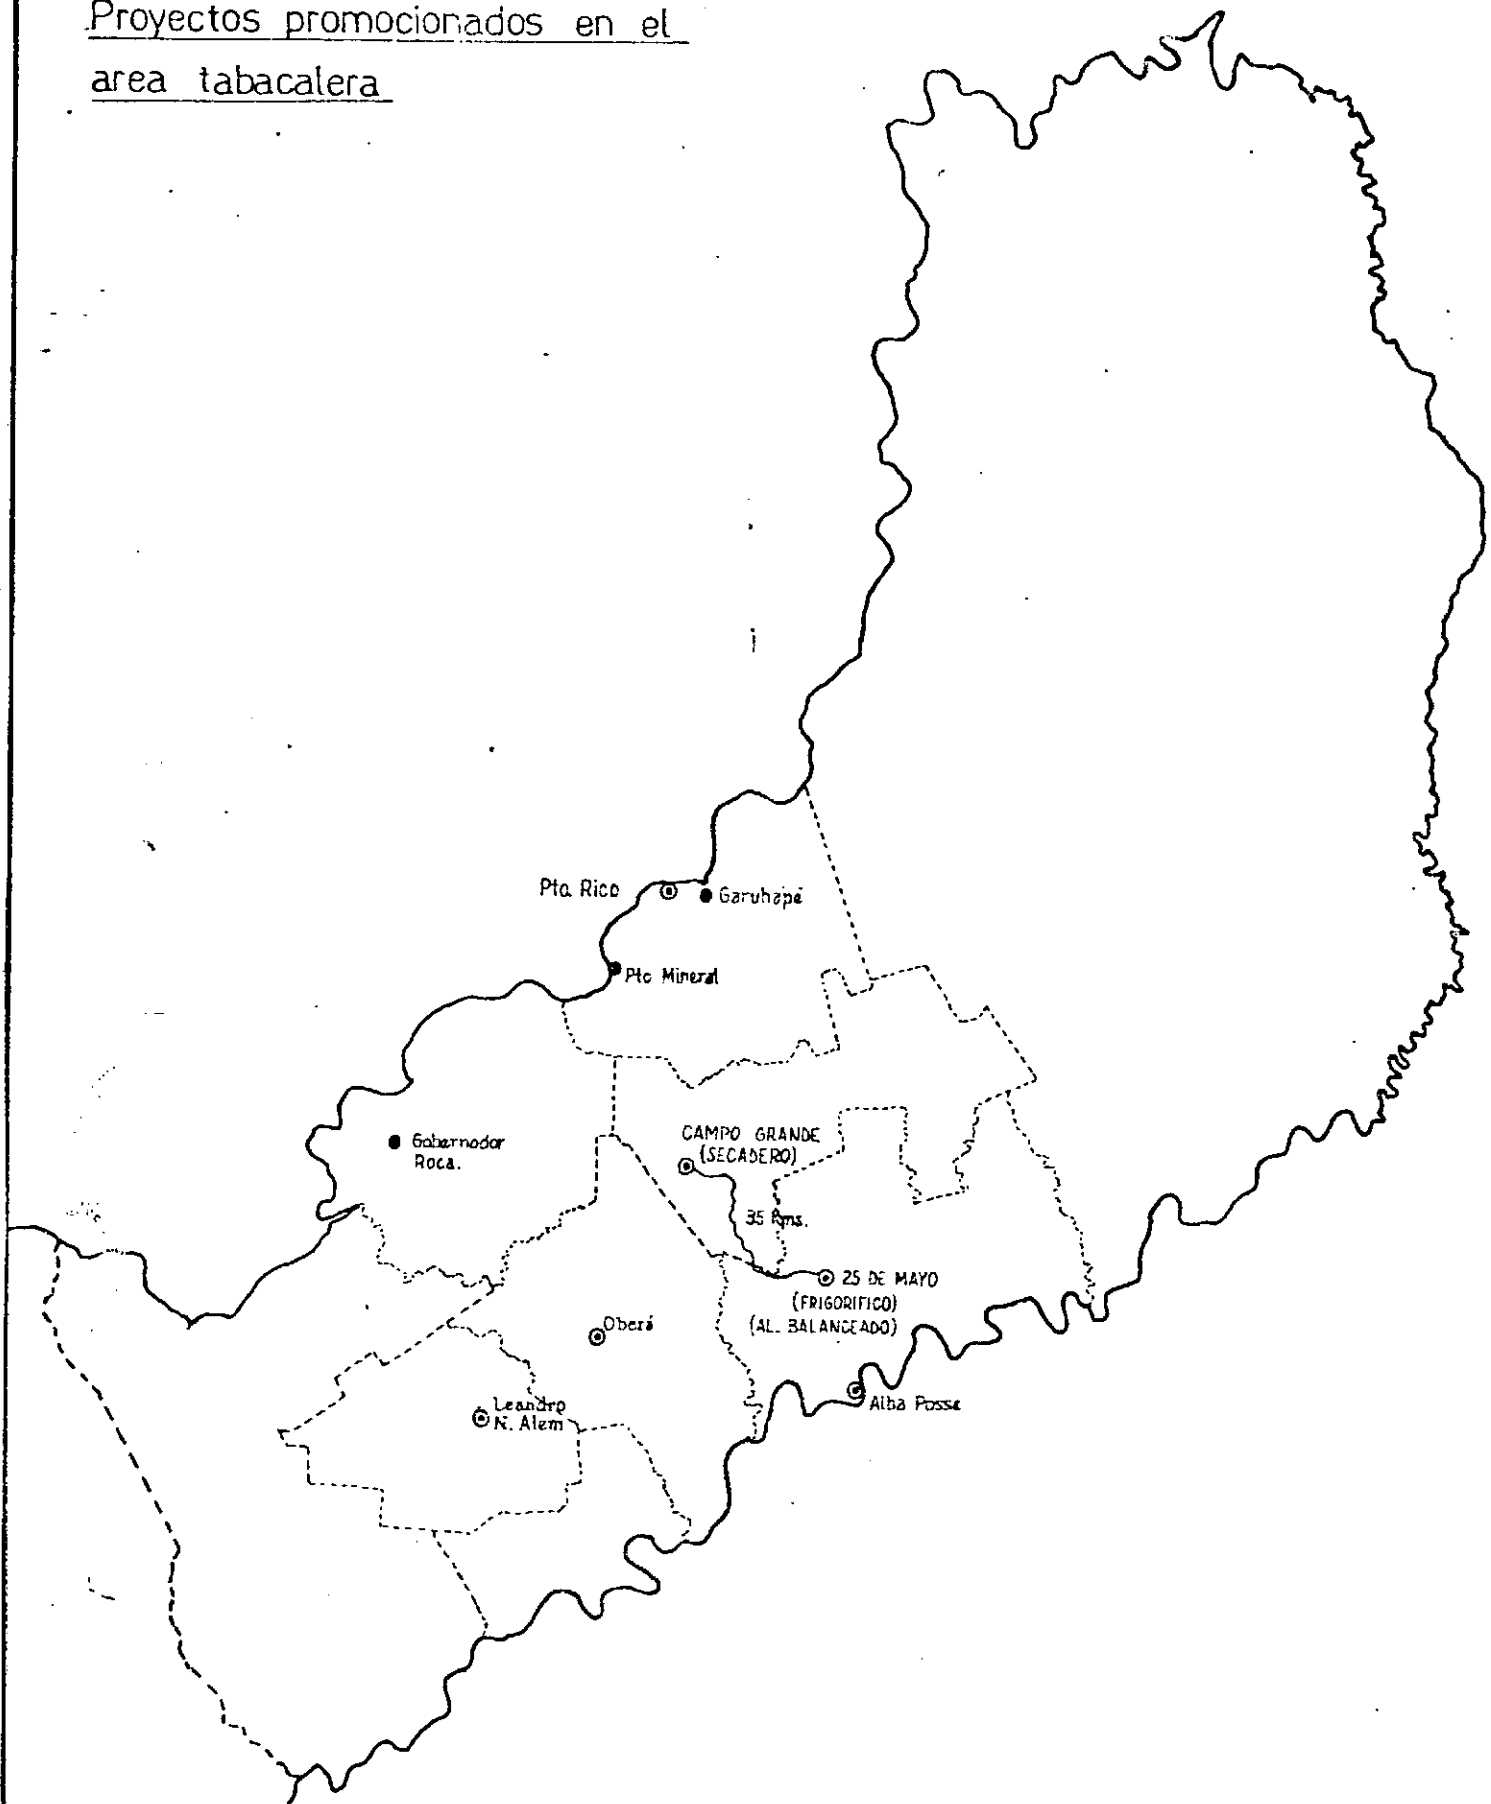 Proyectos promocionados en el
area tabacalera
Pto. Rico
Garuhapé
Pto Mineral
Gobernador
Roca.
CAMPO GRANDE
(SECADERO)
35 Kms.
25 DE MAYO
(FRIGORIFICO)
(AL. BALANCEADO)
Oberá
Leandro
N. Alem
Alba Posse